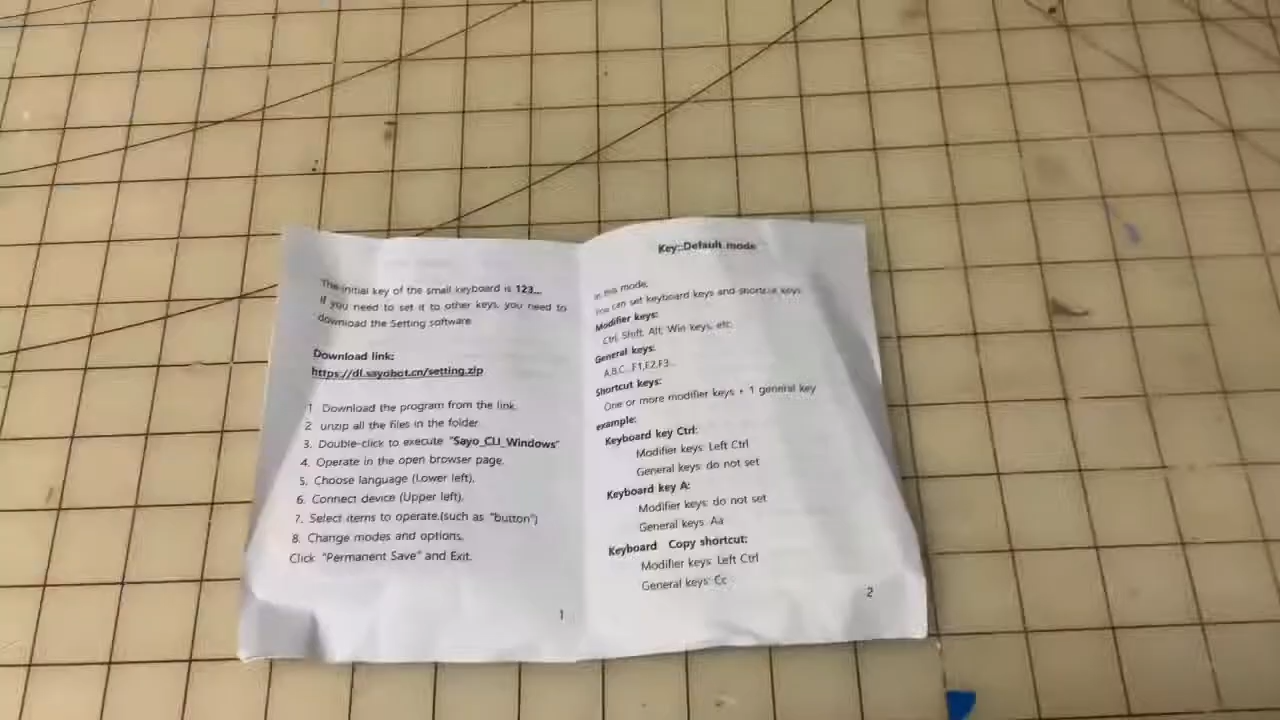 The initial key of the small keyboard is 123...
If you need to set it to other keys, you need to
download the Setting software
Download link:
https://dl.sayobot.cn/setting.zip
1 Download the program from the link.
2 unzip all the files in the folder
3. Double-click to execute "Sayo_CLI_Windows"
4. Operate in the open browser page.
5. Choose language (Lower left),
6. Connect device (Upper left),
7. Select items to operate.(such as "button")
8. Change modes and options,
Click "Permanent Save" and Exit.
1
Key::Default mode
in this mode,
You can set keyboard keys and shortcut keys
Modifier keys:
Ctrl, Shift, Alt, Win keys, etc.
General keys:
A,B,C...F1,F2,F3...
Shortcut keys:
One or more modifier keys + 1 general key
example:
Keyboard key Ctrl:
Modifier keys: Left Ctrl
General keys: do not set
Keyboard key A:
Modifier keys: do not set
General keys: Aa
Keyboard Copy shortcut:
Modifier keys: Left Ctrl
General keys: Cc
2